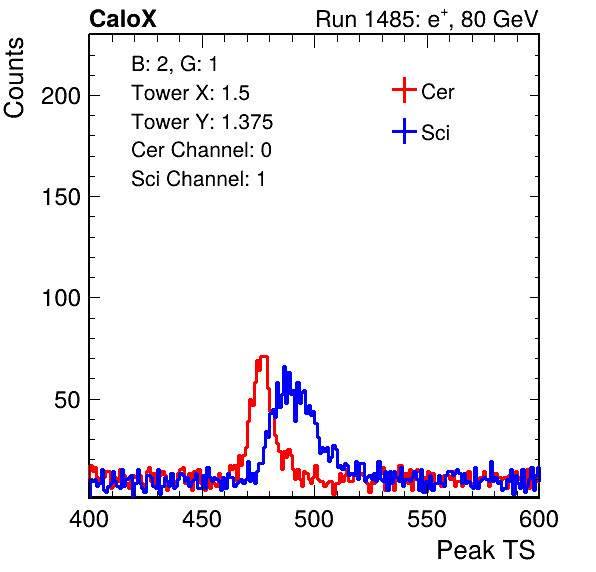 CaloX
Run 1485: e+, 80 GeV
Counts
B: 2, G: 1
Tower X: 1.5
Tower Y: 1.375
Cer Channel: 0
Sci Channel: 1
Cer
Sci
200
150
100
50
400
450
500
550
600
Peak TS